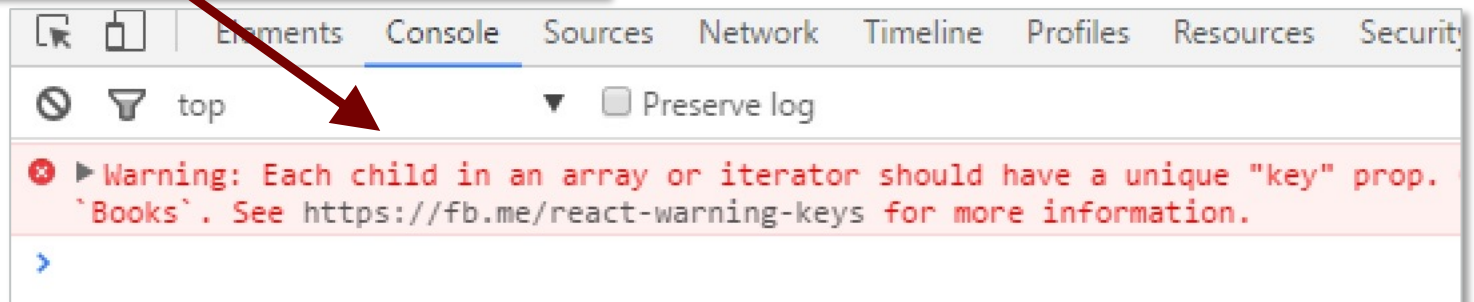 Elements Console Sources Network Timeline Profiles Resources Security
top Preserve log
Warning: Each child in an array or iterator should have a unique "key" prop.
`Books`. See https://fb.me/react-warning-keys for more information.